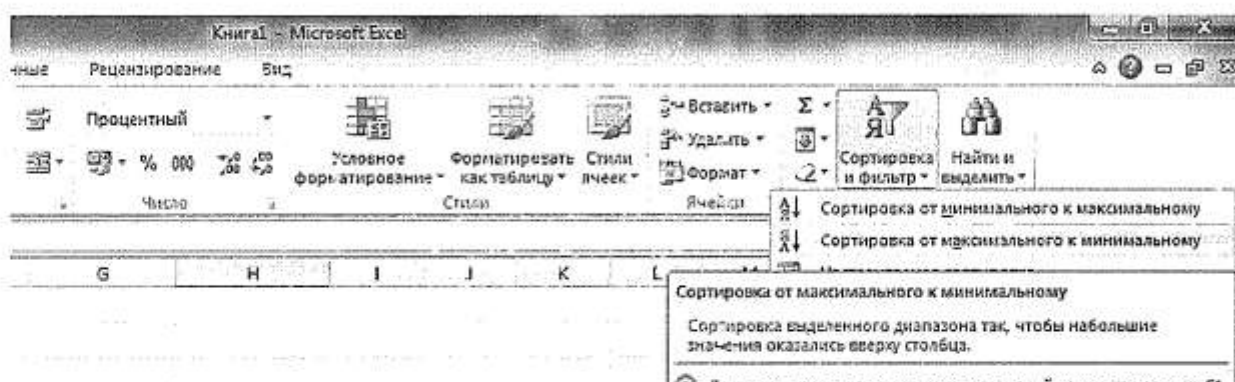 Книга1 - Microsoft Excel
нные Рецензирование Вид
Процентный
% 000
Условное форматирование
Форматировать как таблицу
Стили ячеек
Вставить
Удалить
Формат
Σ
Сортировка и фильтр
Найти и выделить
Число Стили Ячейки
Сортировка от минимального к максимальному
Сортировка от максимального к минимальному
G H I J K L
Сортировка от максимального к минимальному
Сортировка выделенного диапазона так, чтобы набольшие
значения оказались вверху столбца.